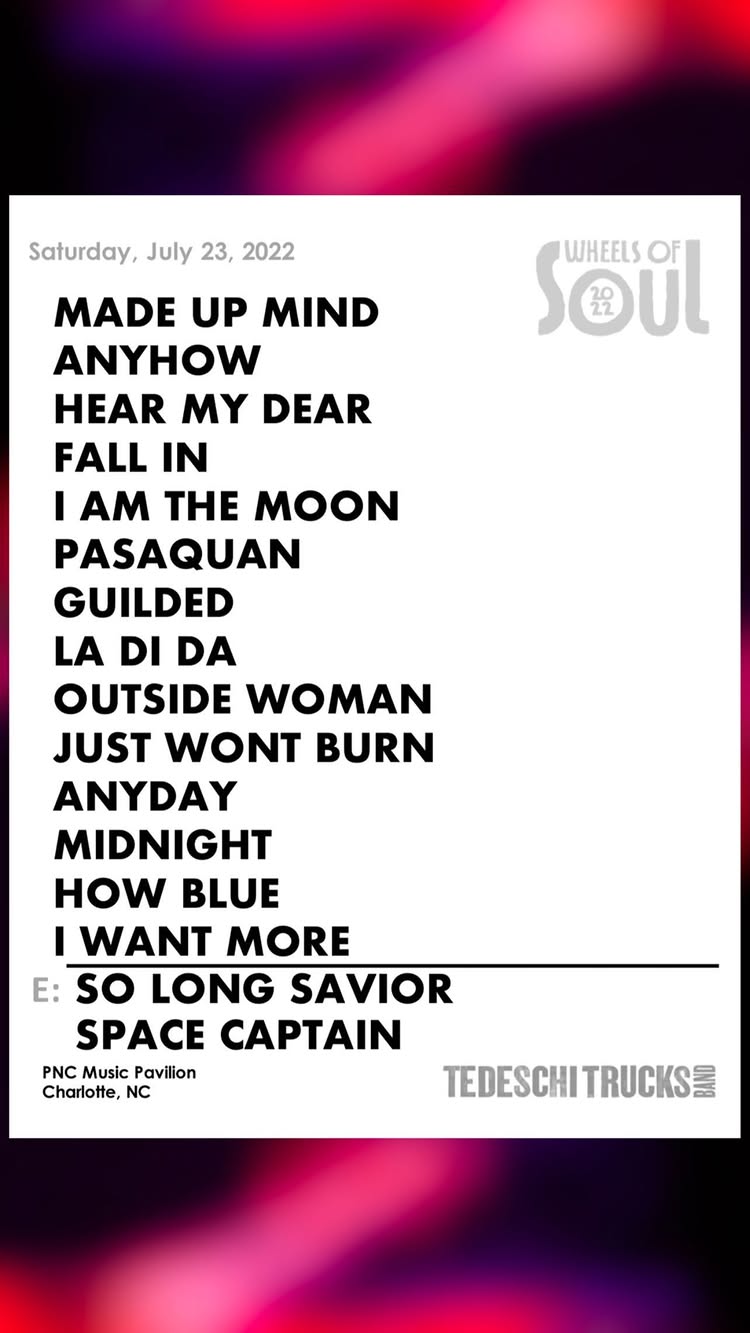 Saturday, July 23, 2022
WHEELS OF
SOUL
20
22
MADE UP MIND
ANYHOW
HEAR MY DEAR
FALL IN
I AM THE MOON
PASAQUAN
GUILDED
LA DI DA
OUTSIDE WOMAN
JUST WONT BURN
ANYDAY
MIDNIGHT
HOW BLUE
I WANT MORE
E: SO LONG SAVIOR
SPACE CAPTAIN
PNC Music Pavilion
Charlotte, NC
TEDESCHI TRUCKS BAND